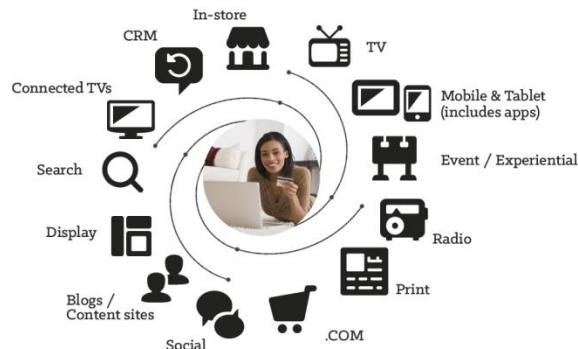 In-store
TV
CRM
Connected TVs
Mobile & Tablet
(includes apps)
Search
Event / Experiential
Display
Radio
Blogs /
Content sites
Print
Social
.COM